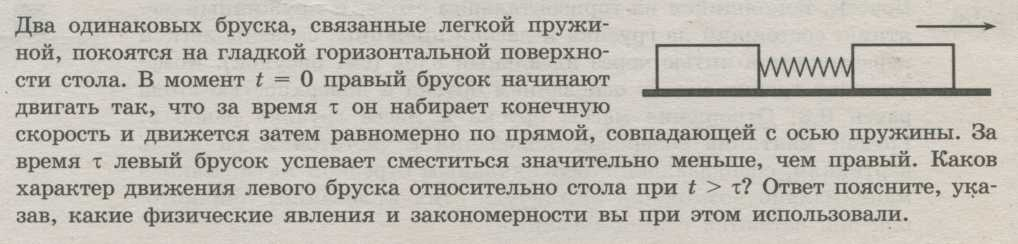 Два одинаковых бруска, связанные легкой пружи-
ной, покоятся на гладкой горизонтальной поверхно-
сти стола. В момент t = 0 правый брусок начинают
двигать так, что за время τ он набирает конечную
скорость и движется затем равномерно по прямой, совпадающей с осью пружины. За
время τ левый брусок успевает сместиться значительно меньше, чем правый. Каков
характер движения левого бруска относительно стола при t > τ? Ответ поясните, ука-
зав, какие физические явления и закономерности вы при этом использовали.